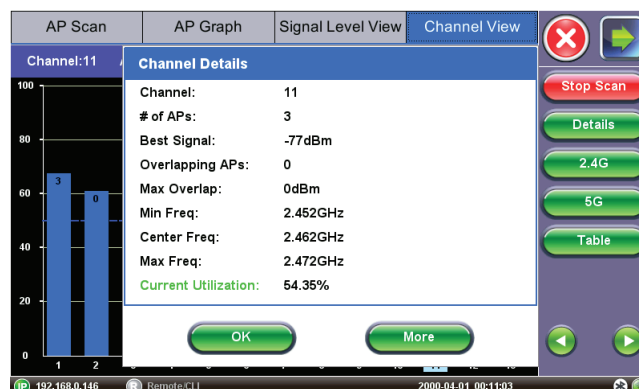 AP Scan AP Graph Signal Level View Channel View
Channel:11
Channel Details
Channel: 11
# of APs: 3
Best Signal: -77dBm
Overlapping APs: 0
Max Overlap: 0dBm
Min Freq: 2.452GHz
Center Freq: 2.462GHz
Max Freq: 2.472GHz
Current Utilization: 54.35%
OK More
100
80
60
40
20
0
3
0
1 2
Stop Scan
Details
2.4G
5G
Table
IP 192.168.0.146 R Remote/CLI 2000-04-01 00:11:03